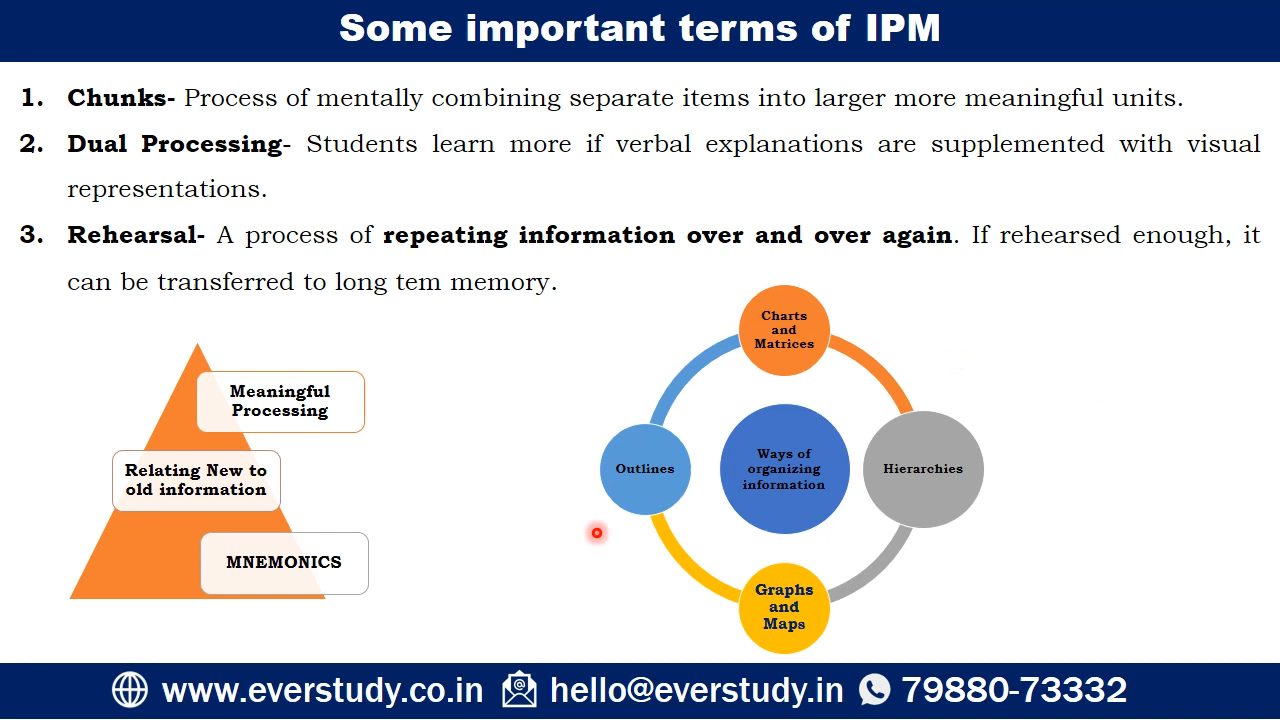 Some important terms of IPM
1. Chunks- Process of mentally combining separate items into larger more meaningful units.
2. Dual Processing- Students learn more if verbal explanations are supplemented with visual
representations.
3. Rehearsal- A process of repeating information over and over again. If rehearsed enough, it
can be transferred to long tem memory.
Meaningful
Processing
Relating New to
old information
MNEMONICS
Charts
and
Matrices
Outlines
Ways of
organizing
information
Hierarchies
Graphs
and
Maps
www.everstudy.co.in hello@everstudy.in 79880-73332